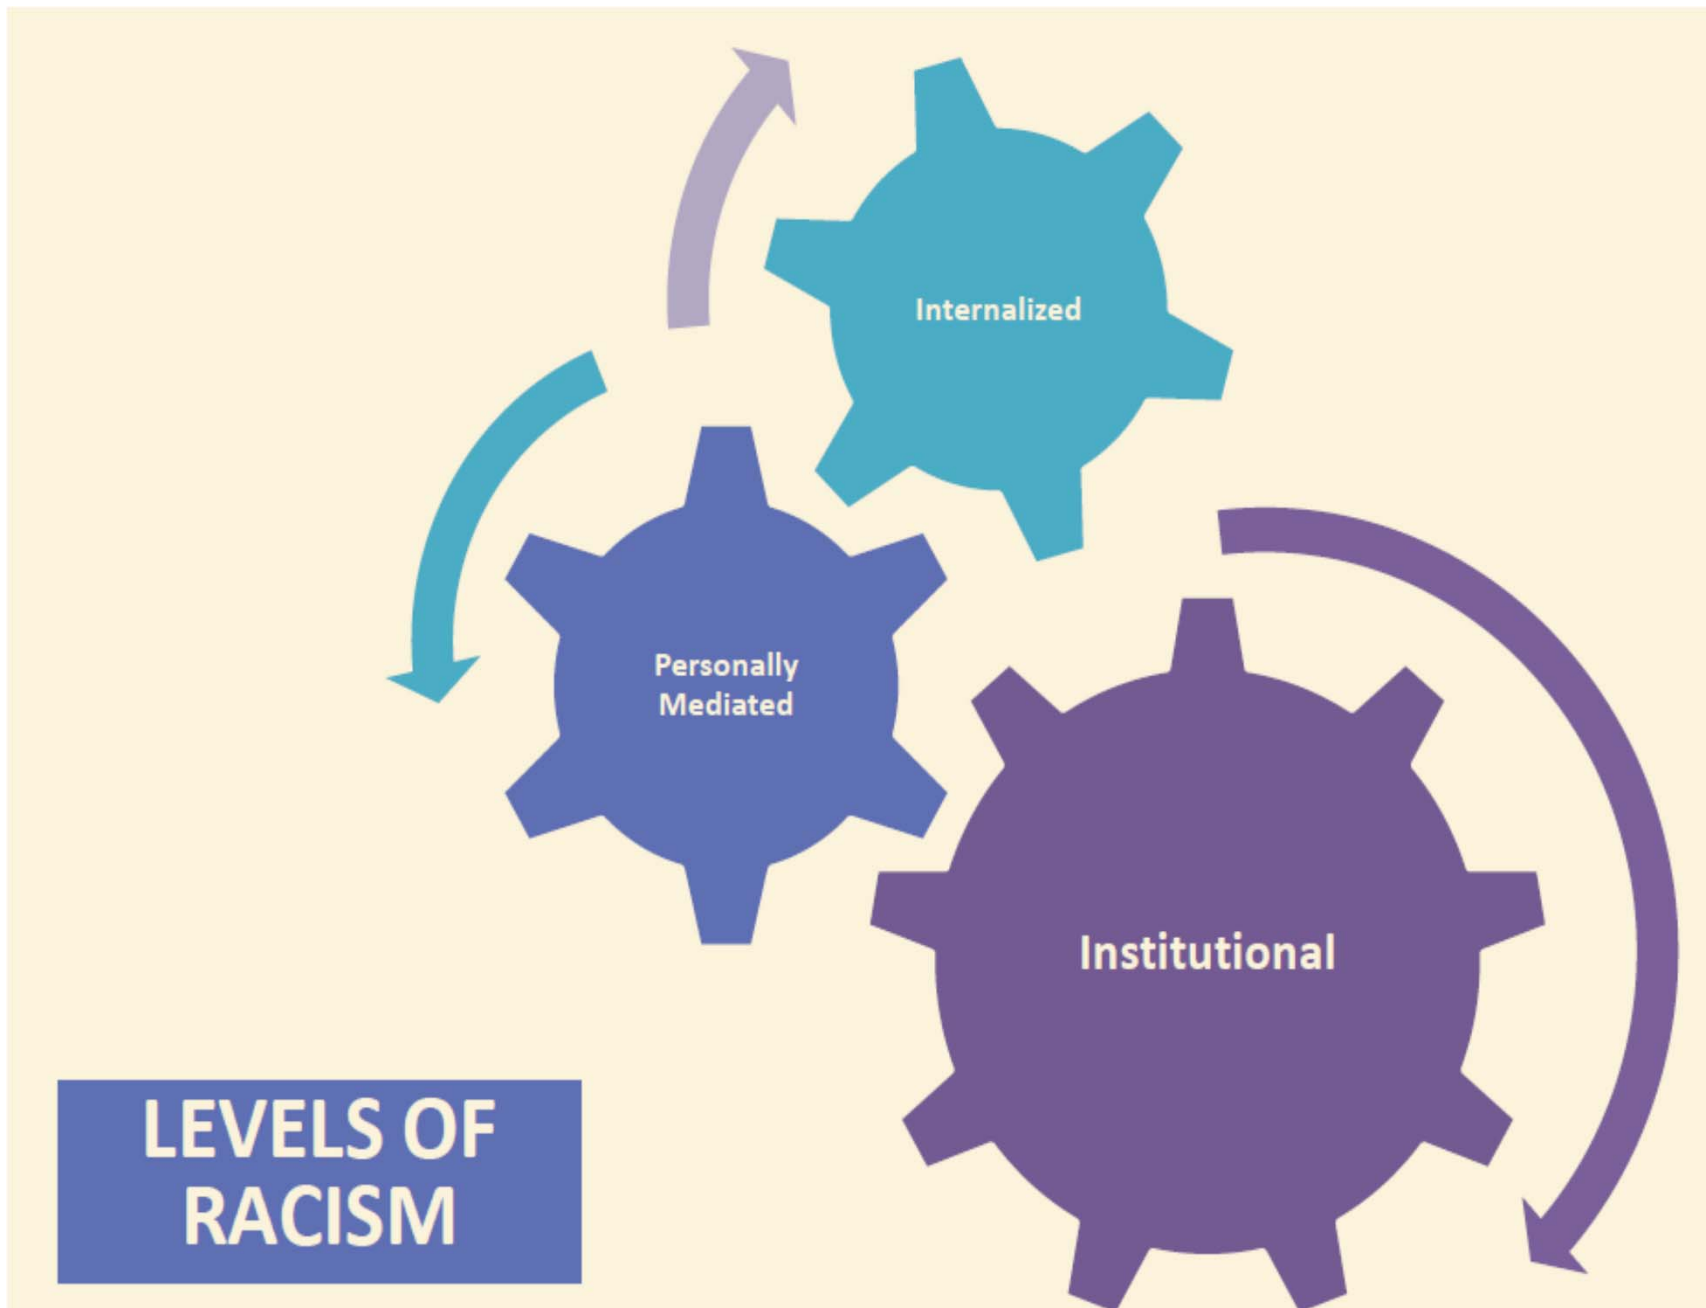 Internalized
Personally
Mediated
Institutional
LEVELS OF
RACISM